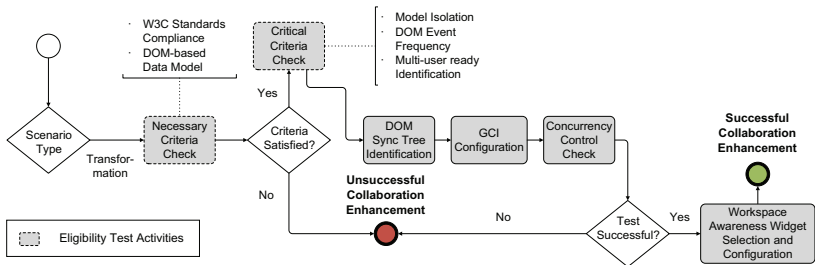 · W3C Standards
Compliance
· DOM-based
Data Model
Critical
Criteria
Check
· Model Isolation
· DOM Event
Frequency
· Multi-user ready
Identification
Yes
Scenario
Type
Transfor-
mation
Necessary
Criteria
Check
Criteria
Satisfied?
No
DOM
Sync Tree
Identification
GCI
Configuration
Concurrency
Control
Check
Successful
Collaboration
Enhancement
Unsuccessful
Collaboration
Enhancement
No
Test
Successful?
Yes
Workspace
Awareness Widget
Selection and
Configuration
Eligibility Test Activities